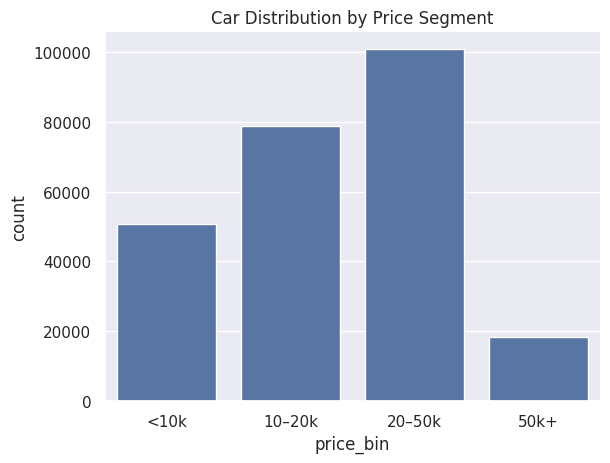 Car Distribution by Price Segment
100000
80000
60000
40000
20000
0
count
<10k 10–20k 20–50k 50k+
price_bin